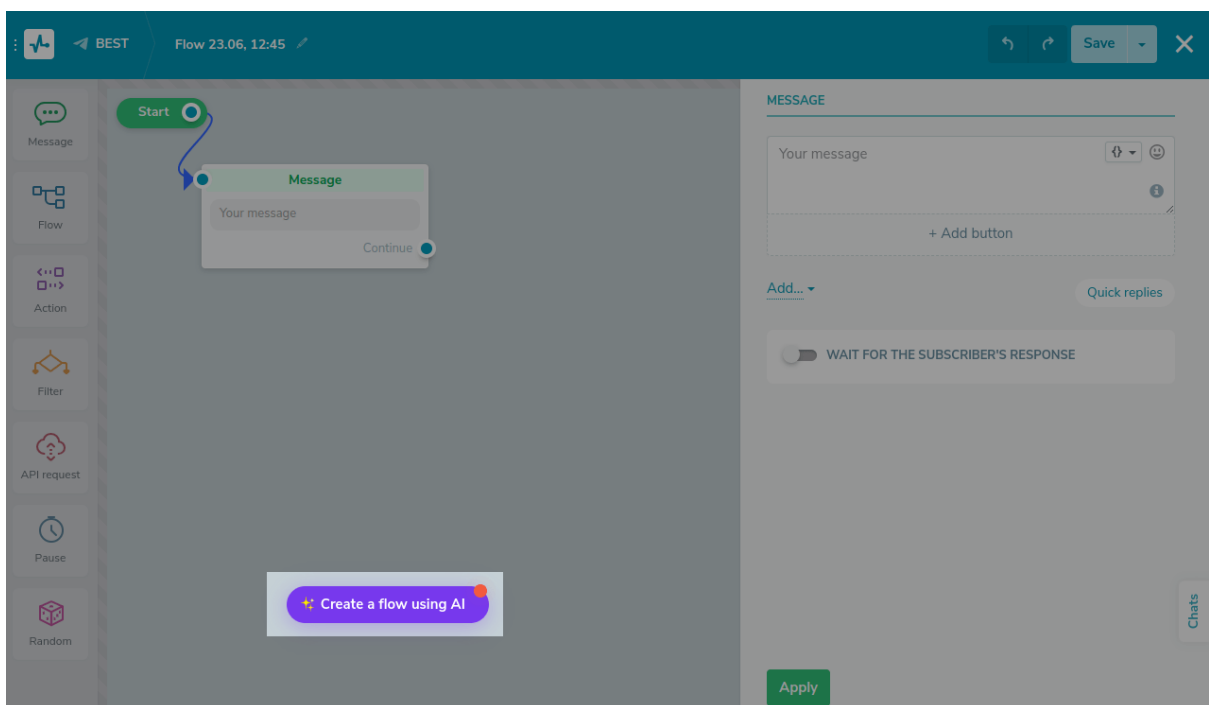 BEST
Flow 23.06, 12:45
Save
Message
Flow
Action
Filter
API request
Pause
Random
Start
Message
Your message
Continue
Create a flow using AI
MESSAGE
Your message
{}
+ Add button
Add...
Quick replies
WAIT FOR THE SUBSCRIBER'S RESPONSE
Chats
Apply